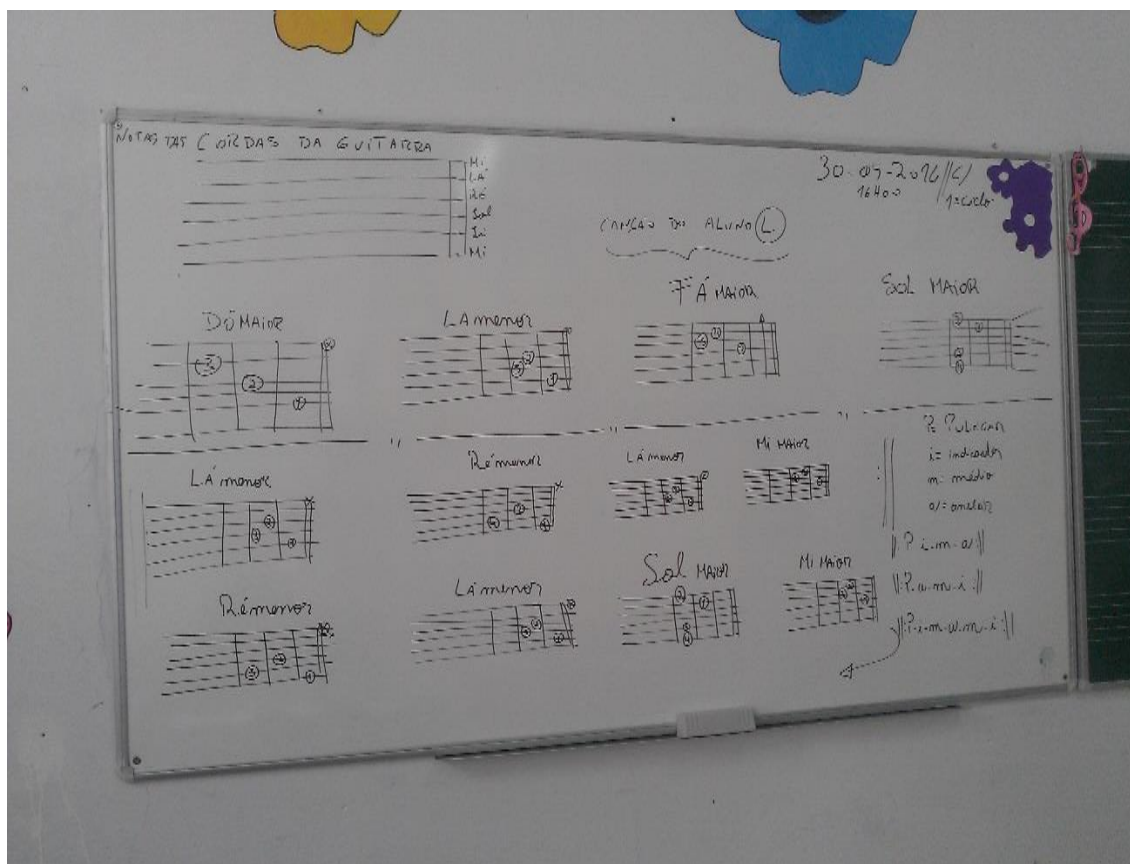 NOTAS DAS CORDAS DA GUITARRA
Mi
LÁ
RÉ
Sol
Si
Mi
30-05-2016//C/
16h00
1º ciclo
CANÇÃO DO ALUNO L.
DÓ MAIOR
LÁ menor
FÁ MAIOR
SOL MAIOR
LÁ menor
Ré menor
LÁ menor
Mi MAIOR
P= Pulegar
i= indicador
m= médio
a= anelar
Ré menor
LÁ menor
Sol MAIOR
Mi MAIOR
||: P-i-m-a :||
||: P-a-m-i :||
||: P-i-m-a-m-i :||